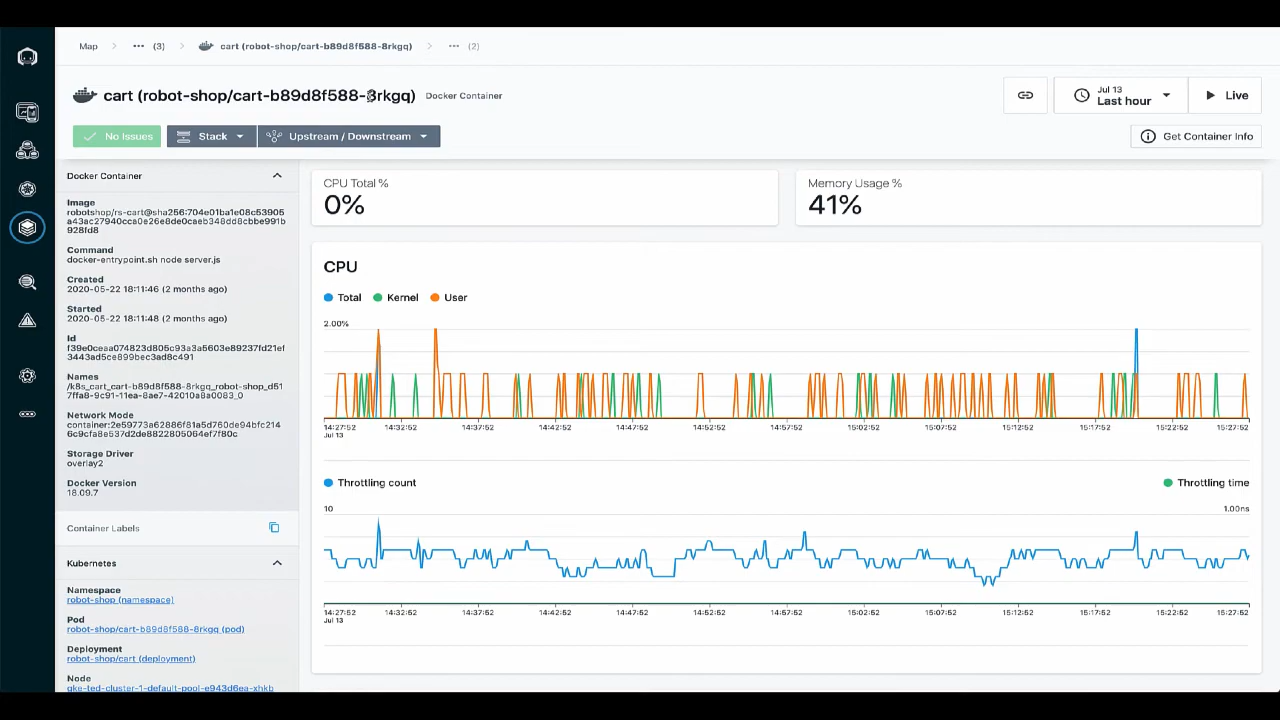 Map > ... (3) > cart (robot-shop/cart-b89d8f588-8rkgq) > ... (2)
cart (robot-shop/cart-b89d8f588-8rkgq) Docker Container
Jul 13
Last hour
Live
No Issues
Stack
Upstream / Downstream
Get Container Info
Docker Container
Image
robotshop/rs-cart@sha256:704e01ba1e08c53905
a43ac27940cca0e26e8de0caeb348dd8cbbe991b
928fd8
Command
docker-entrypoint.sh node server.js
Created
2020-05-22 18:11:46 (2 months ago)
Started
2020-05-22 18:11:48 (2 months ago)
Id
f39e0ceaa074823d805c93a3a5603e89237fd21ef
3443ad5ce899bec3ad8c491
Names
/k8s_cart_cart-b89d8f588-8rkgq_robot-shop_d51
7ffa8-9c91-11ea-8ae7-42010a8a0083_0
Network Mode
container:2e59773a62886f81a5d760de94bfc214
6c9cfa8e537d2de8822805064ef7f80c
Storage Driver
overlay2
Docker Version
18.09.7
Container Labels
Kubernetes
Namespace
robot-shop (namespace)
Pod
robot-shop/cart-b89d8f588-8rkgq (pod)
Deployment
robot-shop/cart (deployment)
Node
gke-ted-cluster-1-default-pool-e943d6ea-xhkb
CPU Total %
0%
Memory Usage %
41%
CPU
Total Kernel User
2.00%
14:27:52 14:32:52 14:37:52 14:42:52 14:47:52 14:52:52 14:57:52 15:02:52 15:07:52 15:12:52 15:17:52 15:22:52 15:27:52
Jul 13
Throttling count Throttling time
10 1.00ns
14:27:52 14:32:52 14:37:52 14:42:52 14:47:52 14:52:52 14:57:52 15:02:52 15:07:52 15:12:52 15:17:52 15:22:52 15:27:52
Jul 13